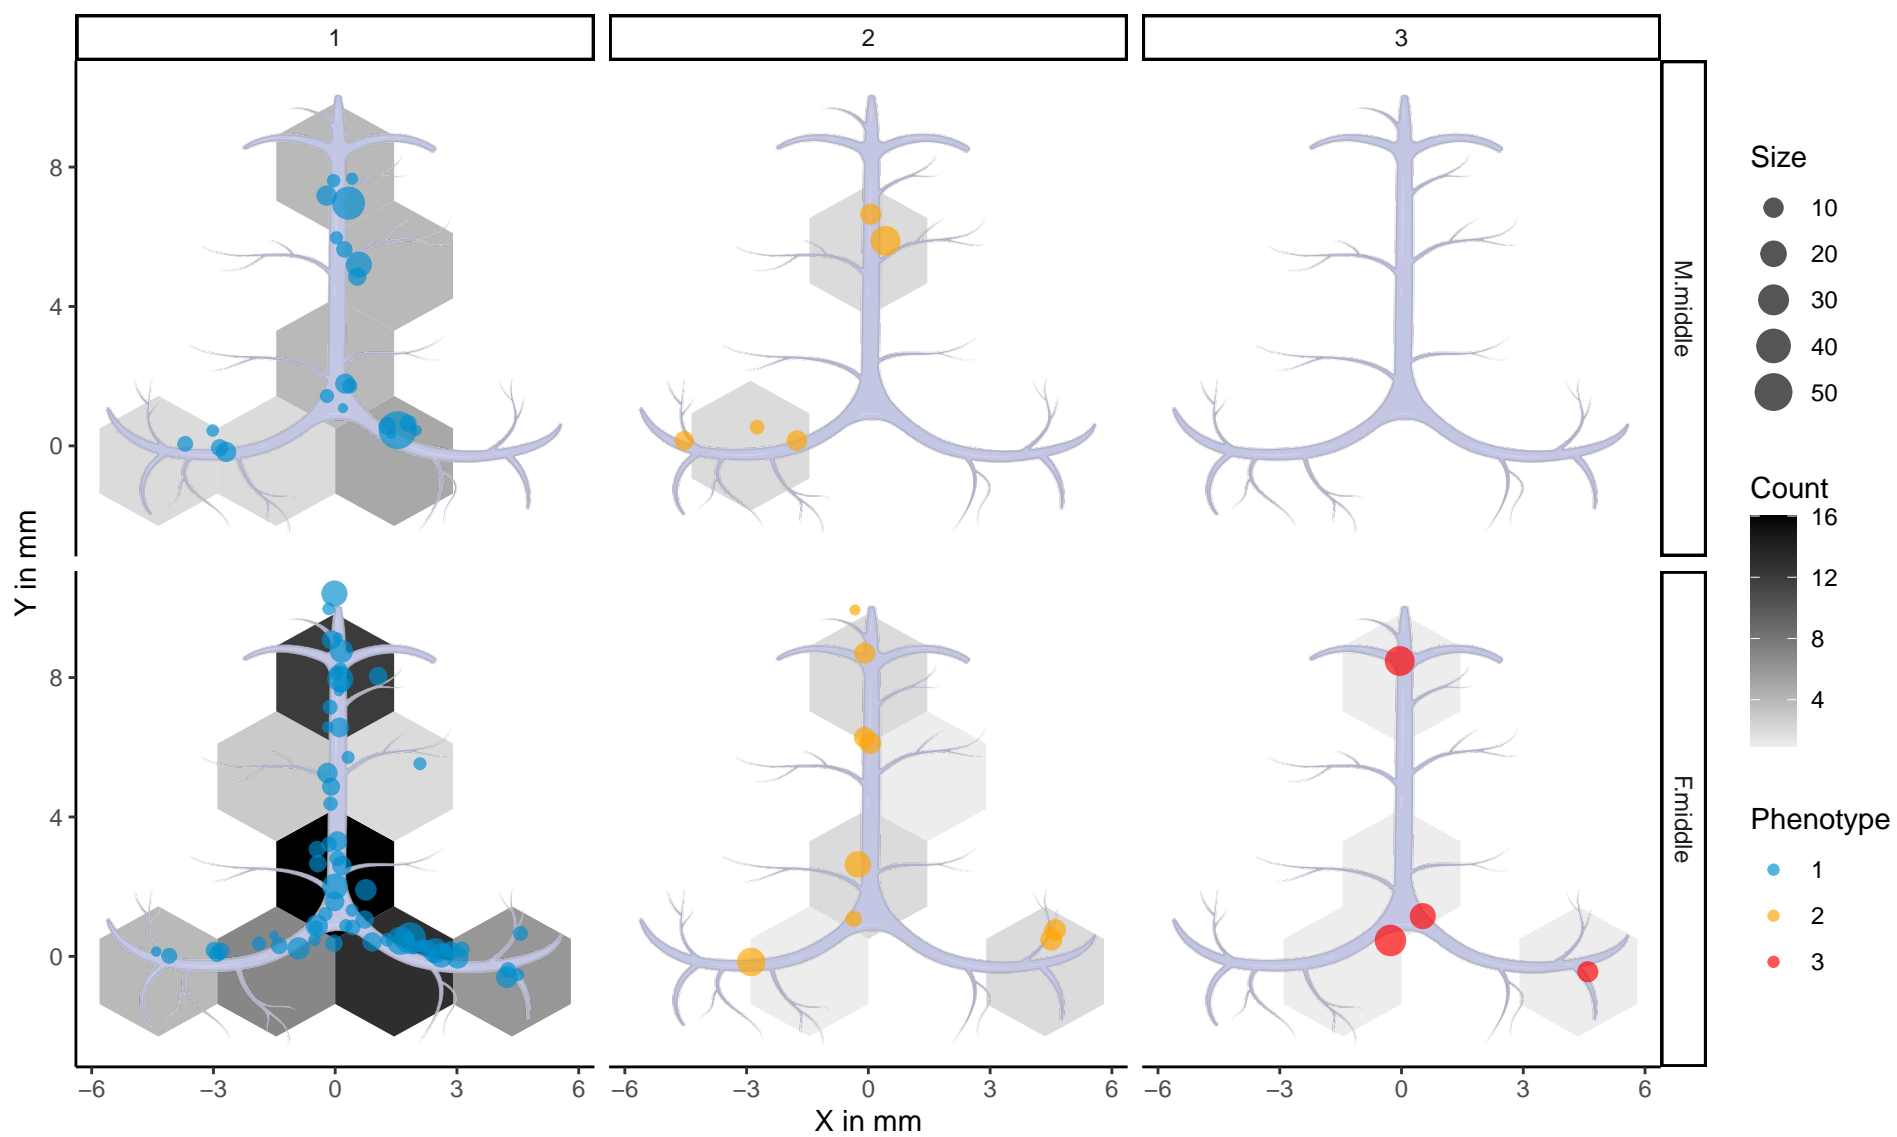 1 2 3
Size
10
20
30
40
50
Count
16
12
8
4
Phenotype
1
2
3
M.middle
F.middle
Y in mm
8
4
0
8
4
0
−6 −3 0 3 6 −6 −3 0 3 6 −6 −3 0 3 6
X in mm